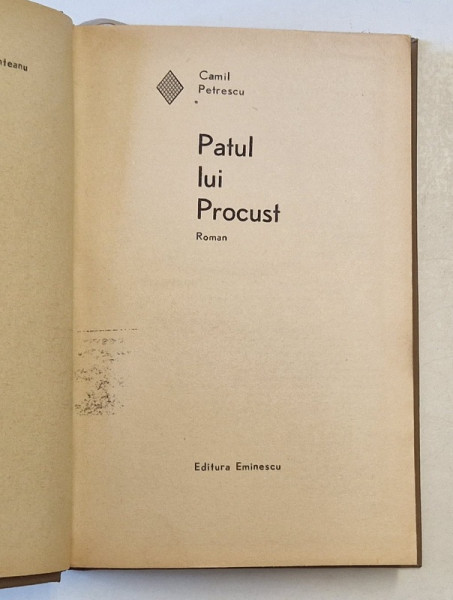 Camil
Petrescu
*
Patul
lui
Procust
Roman
Editura Eminescu